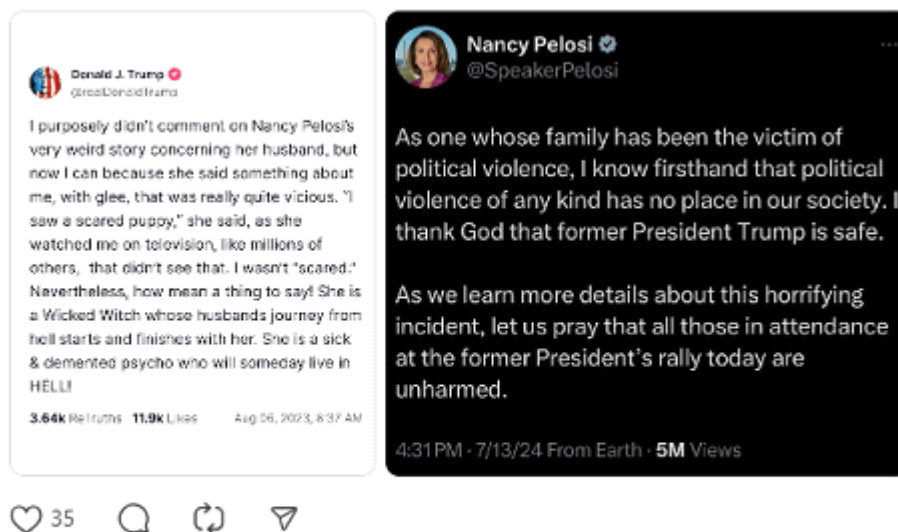 Donald J. Trump
@realDonaldTrump
I purposely didn't comment on Nancy Pelosi's
very weird story concerning her husband, but
now I can because she said something about
me, with glee, that was really quite vicious. "I
saw a scared puppy," she said, as she
watched me on television, like millions of
others, that didn't see that. I wasn't "scared."
Nevertheless, how mean a thing to say! She is
a Wicked Witch whose husbands journey from
hell starts and finishes with her. She is a sick
& demented psycho who will someday live in
HELL!
3.64k ReTruths 11.9k Likes Aug 06, 2023, 8:37 AM
Nancy Pelosi
@SpeakerPelosi
As one whose family has been the victim of
political violence, I know firsthand that political
violence of any kind has no place in our society. I
thank God that former President Trump is safe.
As we learn more details about this horrifying
incident, let us pray that all those in attendance
at the former President's rally today are
unharmed.
4:31 PM · 7/13/24 From Earth · 5M Views
35